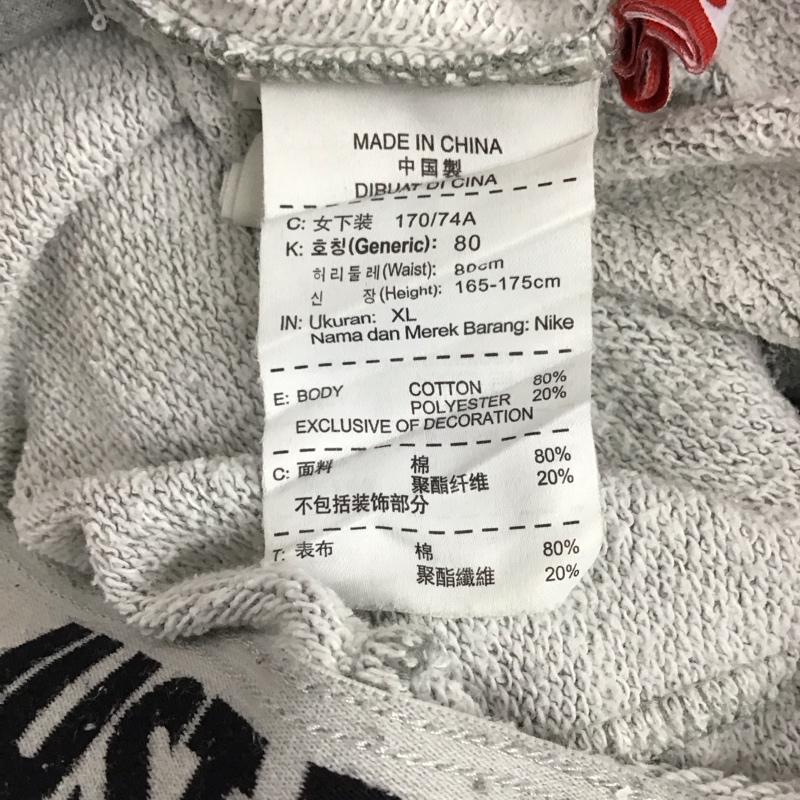 MADE IN CHINA
中国製
DIBUAT DI CINA
C: 女下装 170/74A
K: 호칭(Generic): 80
허리둘레(Waist): 80cm
신 장(Height): 165-175cm
IN: Ukuran: XL
Nama dan Merek Barang: Nike
E: BODY COTTON 80%
POLYESTER 20%
EXCLUSIVE OF DECORATION
C: 面料 棉 80%
聚酯纤维 20%
不包括装饰部分
T: 表布 棉 80%
聚酯纖維 20%